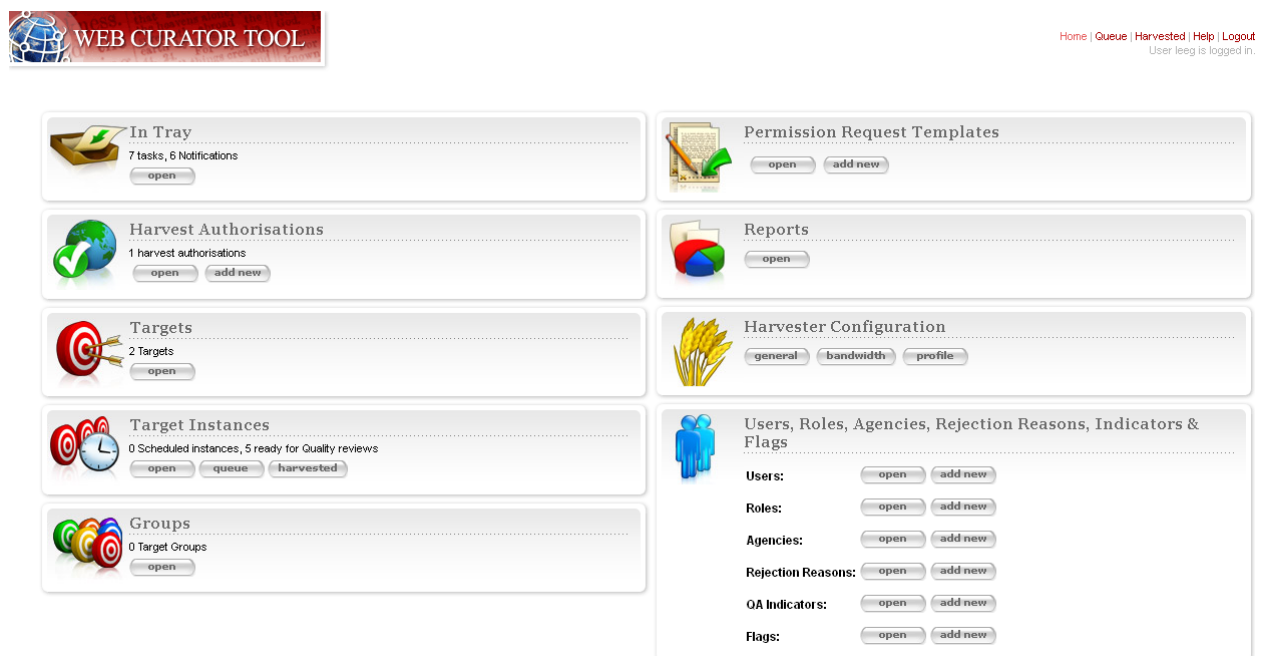 WEB CURATOR TOOL
Home | Queue | Harvested | Help | Logout
User leeg is logged in.
In Tray
7 tasks, 6 Notifications
open
Harvest Authorisations
1 harvest authorisations
open add new
Targets
2 Targets
open
Target Instances
0 Scheduled instances, 5 ready for Quality reviews
open queue harvested
Groups
0 Target Groups
open
Permission Request Templates
open add new
Reports
open
Harvester Configuration
general bandwidth profile
Users, Roles, Agencies, Rejection Reasons, Indicators &
Flags
Users: open add new
Roles: open add new
Agencies: open add new
Rejection Reasons: open add new
QA Indicators: open add new
Flags: open add new